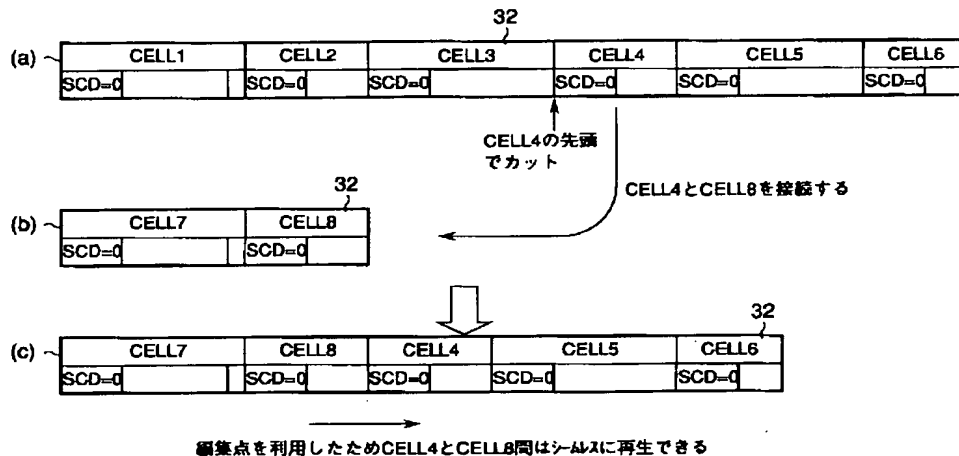 32
(a) CELL1 CELL2 CELL3 CELL4 CELL5 CELL6
SCD=0 SCD=0 SCD=0 SCD=0 SCD=0 SCD=0
CELL4の先頭
でカット
CELL4とCELL8を接続する
32
(b) CELL7 CELL8
SCD=0 SCD=0
32
(c) CELL7 CELL8 CELL4 CELL5 CELL6
SCD=0 SCD=0 SCD=0 SCD=0 SCD=0
編集点を利用したためCELL4とCELL8間はシームレスに再生できる